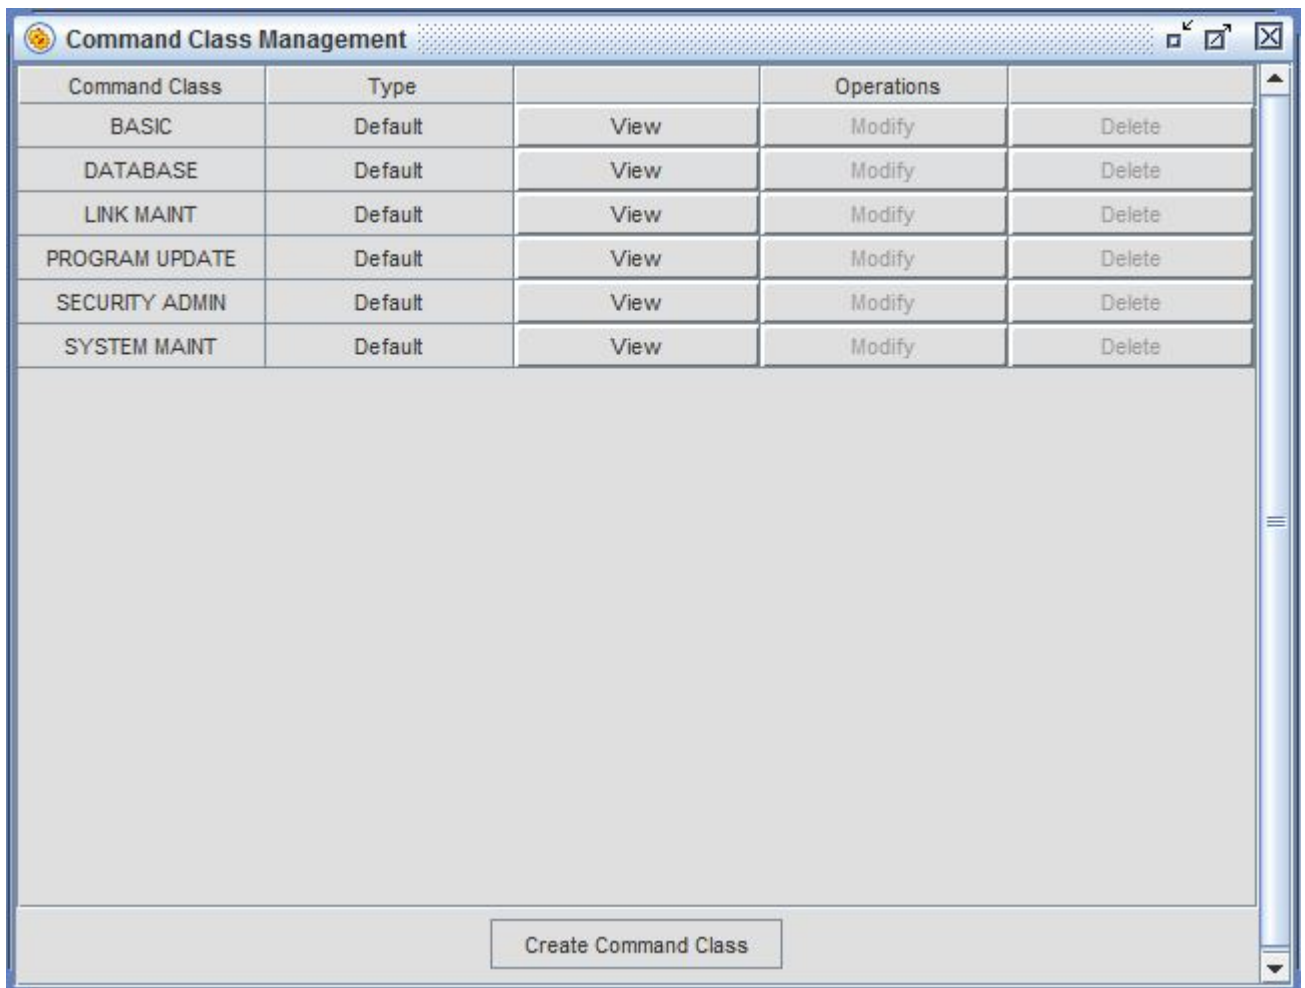 Command Class Management
Command Class Type Operations
BASIC Default View Modify Delete
DATABASE Default View Modify Delete
LINK MAINT Default View Modify Delete
PROGRAM UPDATE Default View Modify Delete
SECURITY ADMIN Default View Modify Delete
SYSTEM MAINT Default View Modify Delete
Create Command Class